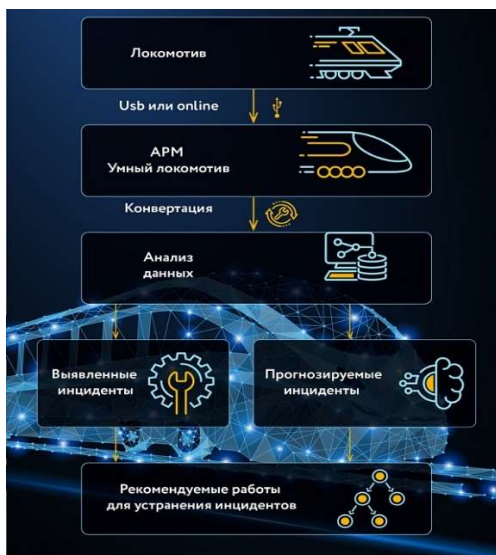 Локомотив
Usb или online
АРМ
Умный локомотив
Конвертация
Анализ
данных
Выявленные
инциденты
Прогнозируемые
инциденты
Рекомендуемые работы
для устранения инцидентов